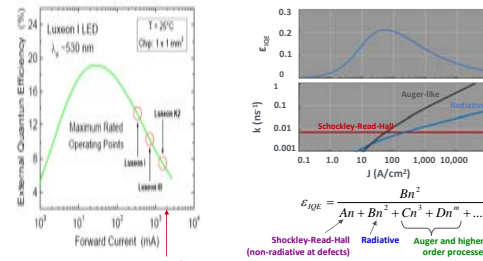 Luxeon I LED
λd ~530 nm
T = 25°C
Chip: 1 x 1 mm²
External Quantum Efficiency (%)
24
20
16
12
8
4
Maximum Rated
Operating Points
Luxeon K2
Luxeon I
Luxeon III
10⁰ 10¹ 10² 10³ 10⁴
Forward Current (mA)
ε_IQE
0.3
0.2
0.1
0
k (ns⁻¹)
1
0.1
0.01
0.001
Auger-like
Radiative
Shockley-Read-Hall
0.1 1 10 100 1,000 10,000
J (A/cm²)
ε_IQE = Bn² / (An + Bn² + Cn³ + Dn^m + ...)
Shockley-Read-Hall
(non-radiative at defects)
Radiative
Auger and higher
order processes